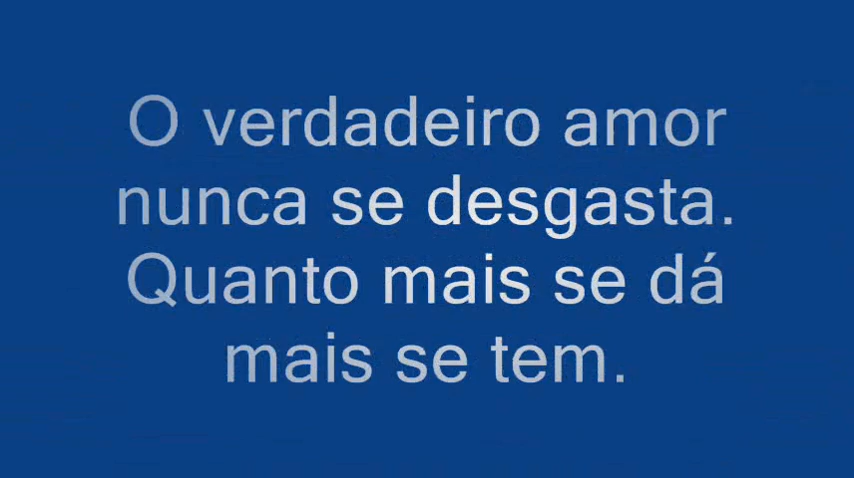 O verdadeiro amor
nunca se desgasta.
Quanto mais se dá
mais se tem.